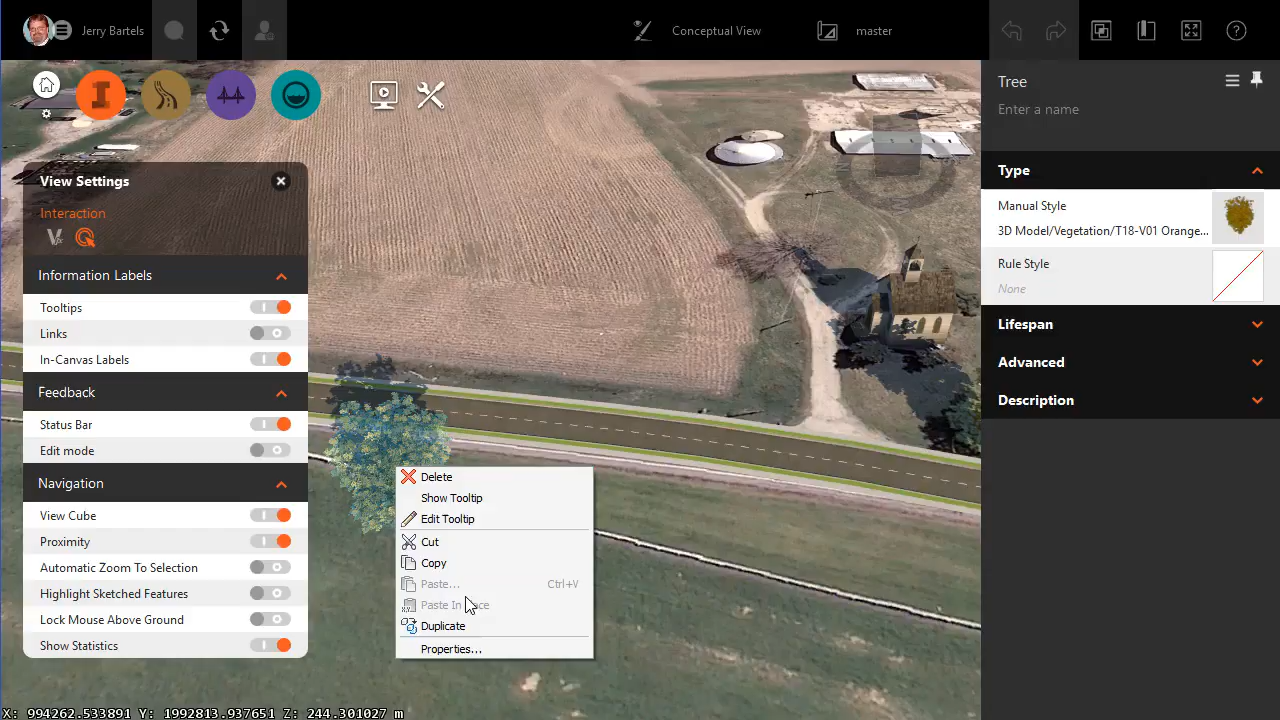 Jerry Bartels
Conceptual View
master
View Settings
Interaction
Information Labels
Tooltips
Links
In-Canvas Labels
Feedback
Status Bar
Edit mode
Navigation
View Cube
Proximity
Automatic Zoom To Selection
Highlight Sketched Features
Lock Mouse Above Ground
Show Statistics
Delete
Show Tooltip
Edit Tooltip
Cut
Copy
Paste... Ctrl+V
Paste In
Duplicate
Properties...
Tree
Enter a name
Type
Manual Style
3D Model/Vegetation/T18-V01 Orange...
Rule Style
None
Lifespan
Advanced
Description
X: 994262.533891 Y: 1992813.937651 Z: 244.301027 m